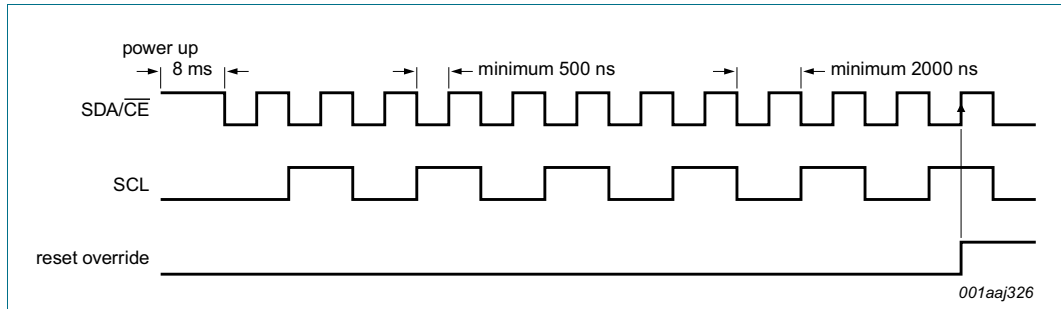 power up
8 ms
minimum 500 ns
minimum 2000 ns
SDA/CE
SCL
reset override
001aaj326